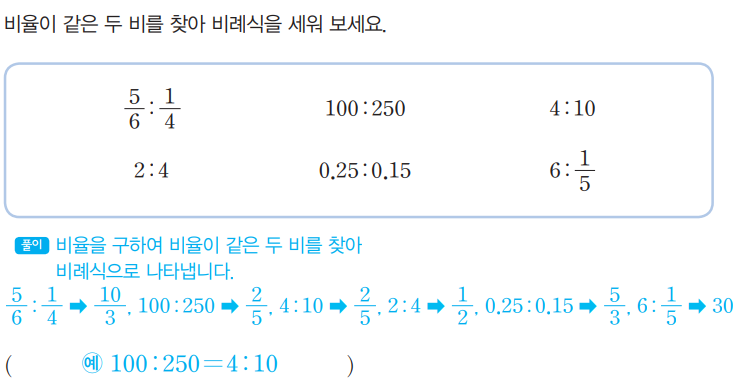 비율이 같은 두 비를 찾아 비례식을 세워 보세요.
5/6 : 1/4 100 : 250 4 : 10
2 : 4 0.25 : 0.15 6 : 1/5
풀이 비율을 구하여 비율이 같은 두 비를 찾아
비례식으로 나타냅니다.
5/6 : 1/4 ➡ 10/3, 100 : 250 ➡ 2/5, 4 : 10 ➡ 2/5, 2 : 4 ➡ 1/2, 0.25 : 0.15 ➡ 5/3, 6 : 1/5 ➡ 30
( 예 100 : 250 = 4 : 10 )